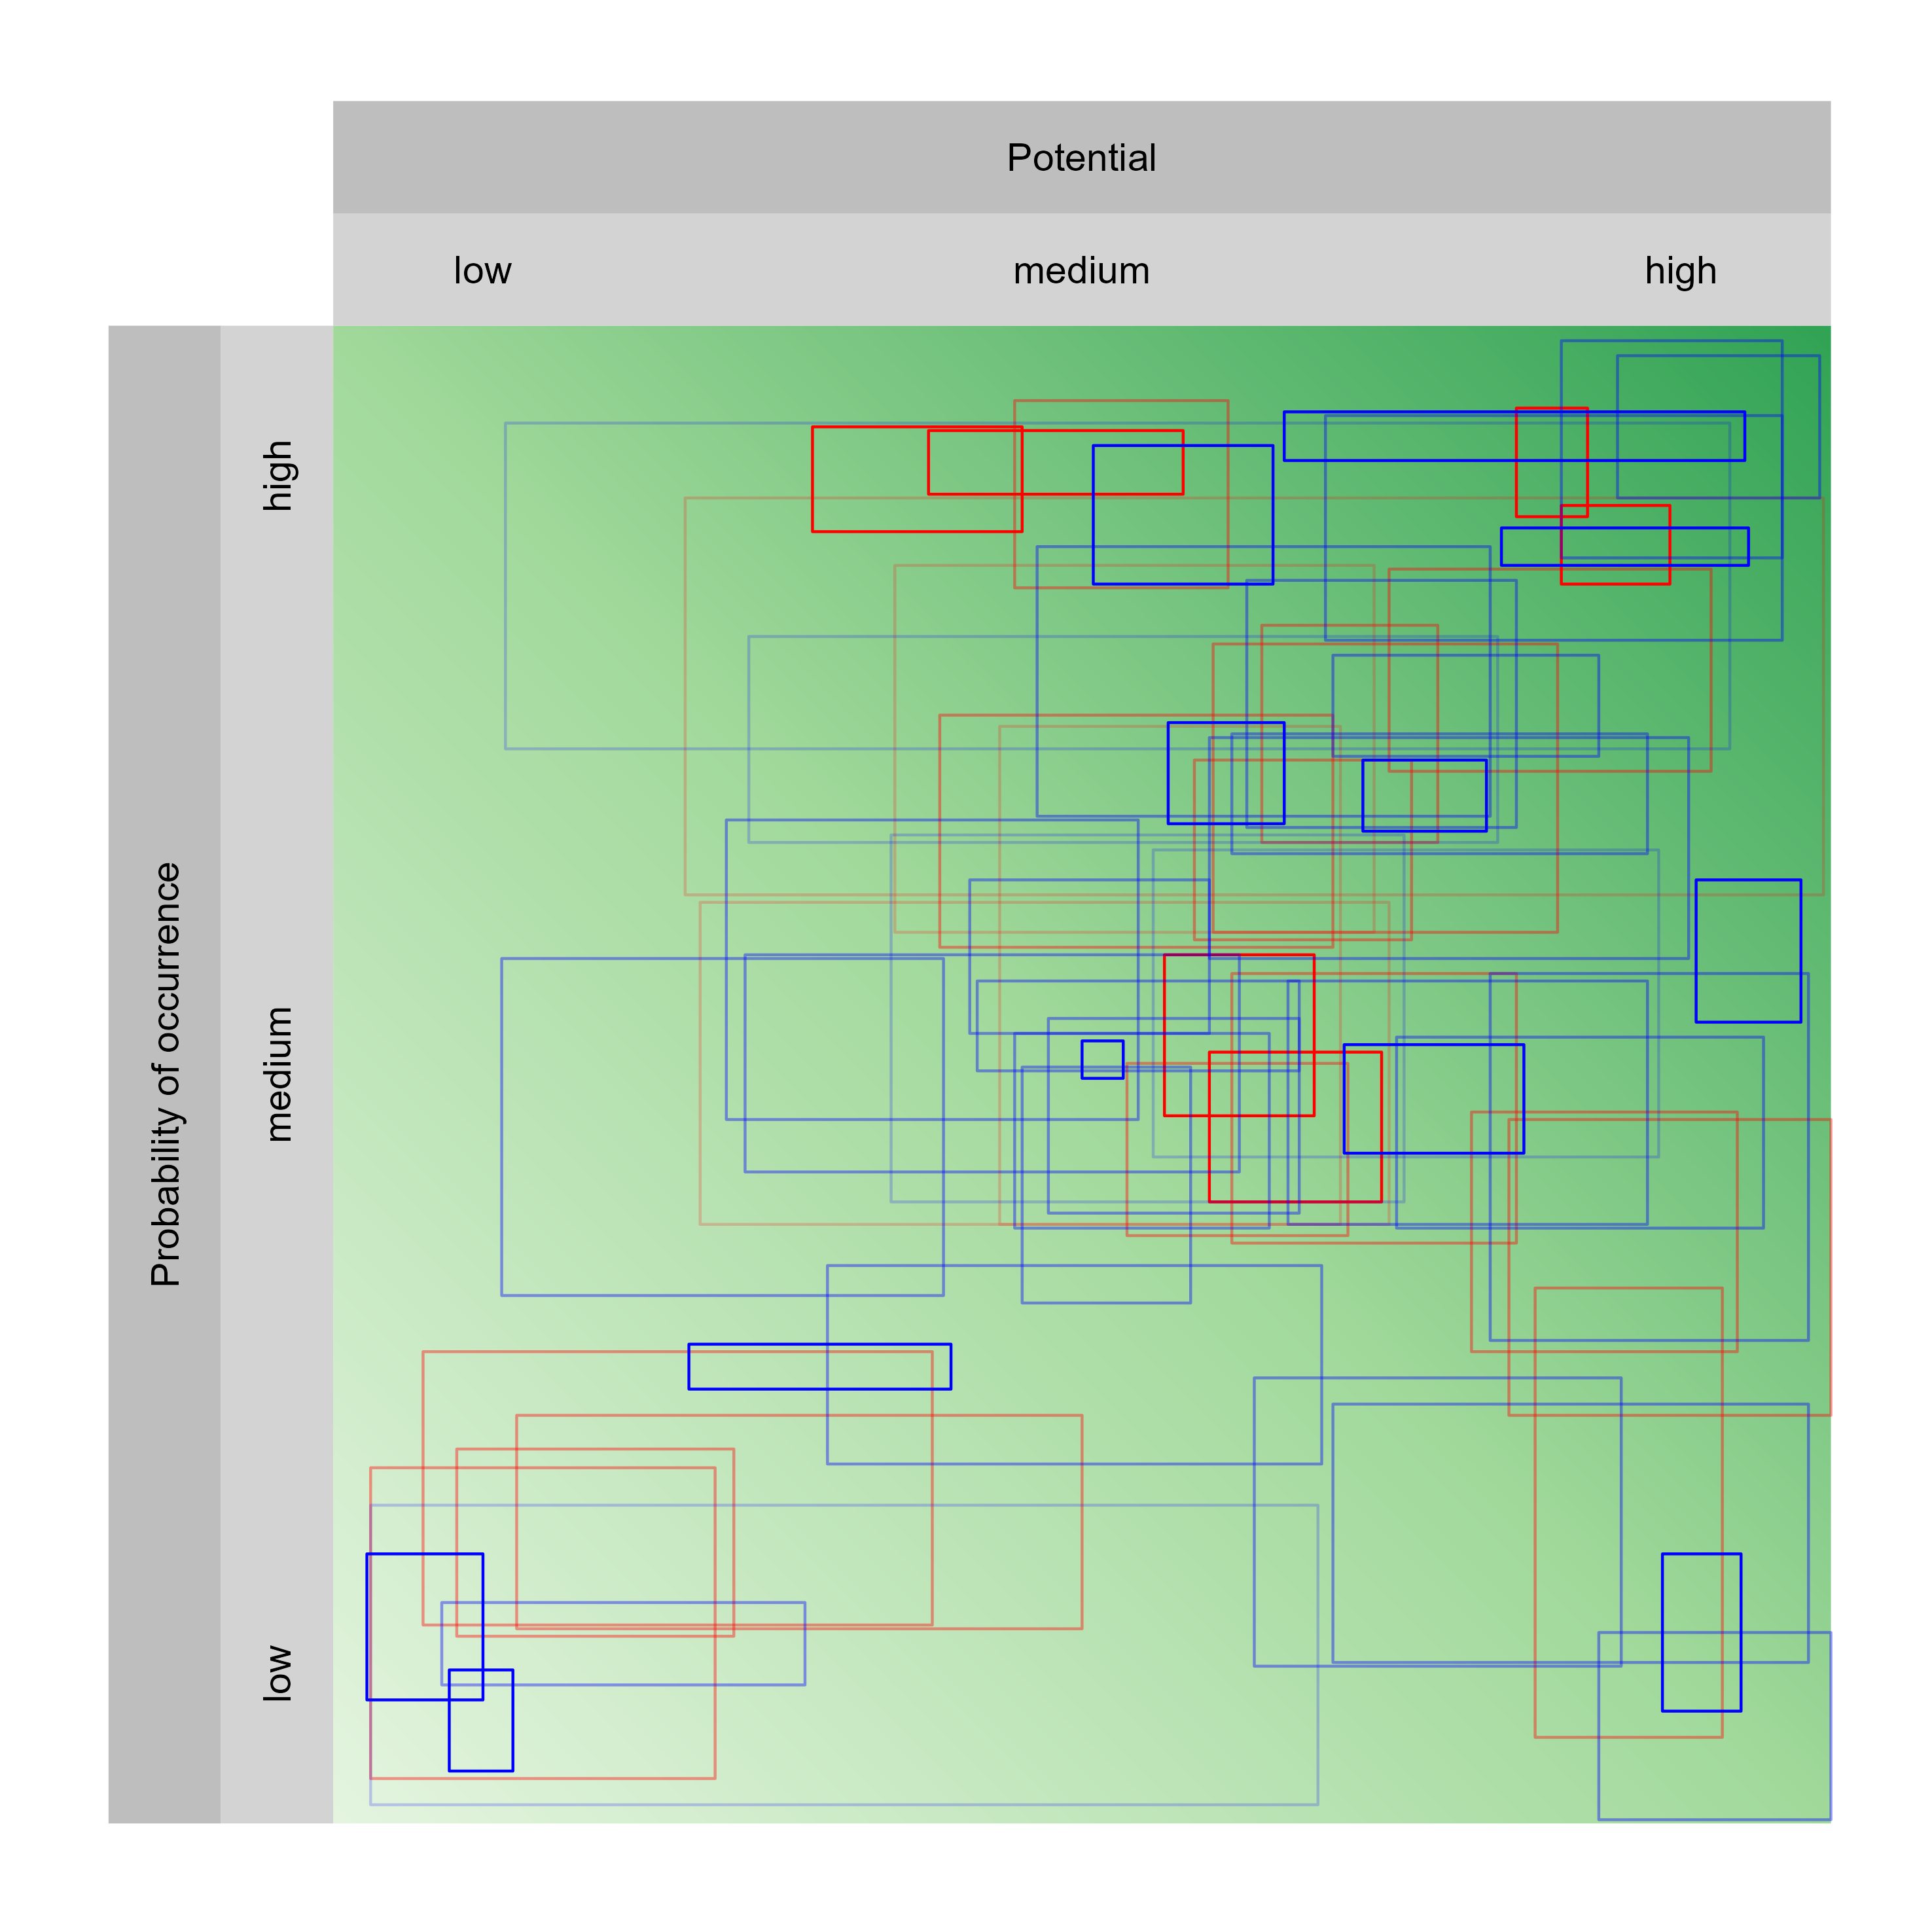 Potential
low medium high
Probability of occurrence
high
medium
low